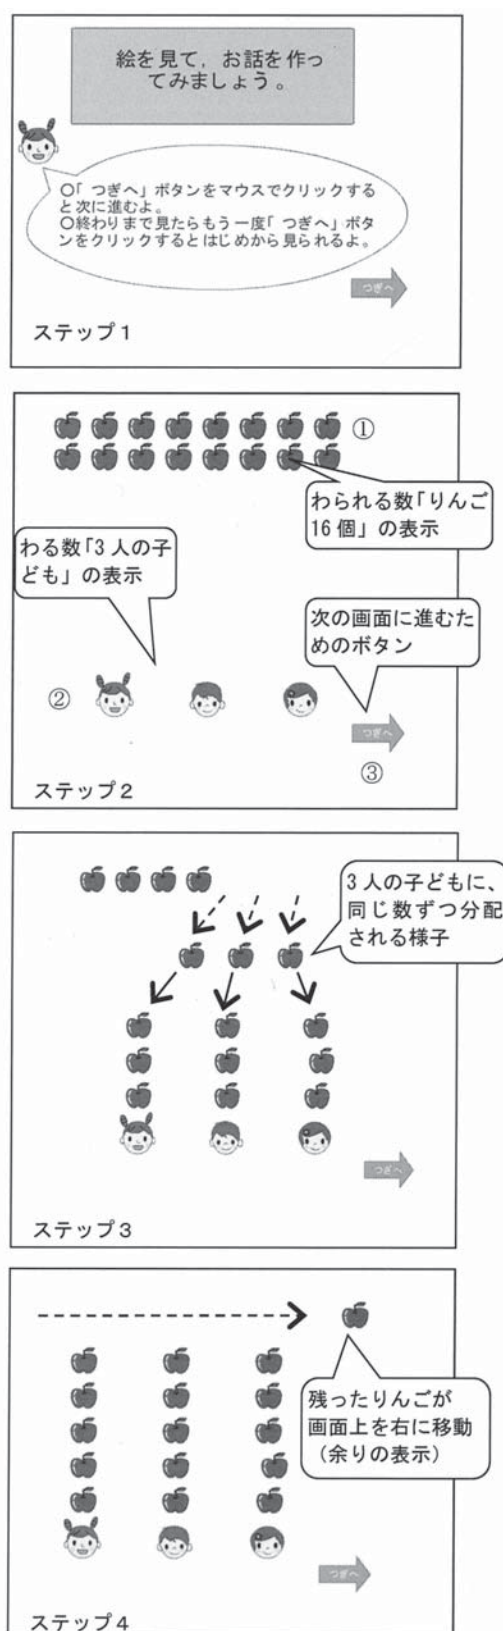 絵を見て，お話を作っ
てみましょう。
○「つぎへ」ボタンをマウスでクリックする
と次に進むよ。
○終わりまで見たらもう一度「つぎへ」ボタ
ンをクリックするとはじめから見られるよ。
つぎへ
ステップ１
①
わられる数「りんご
16 個」の表示
わる数「3 人の子
ども」の表示
次の画面に進むた
めのボタン
②
つぎへ
③
ステップ２
3 人の子どもに、
同じ数ずつ分配
される様子
つぎへ
ステップ３
残ったりんごが
画面上を右に移動
（余りの表示）
つぎへ
ステップ４